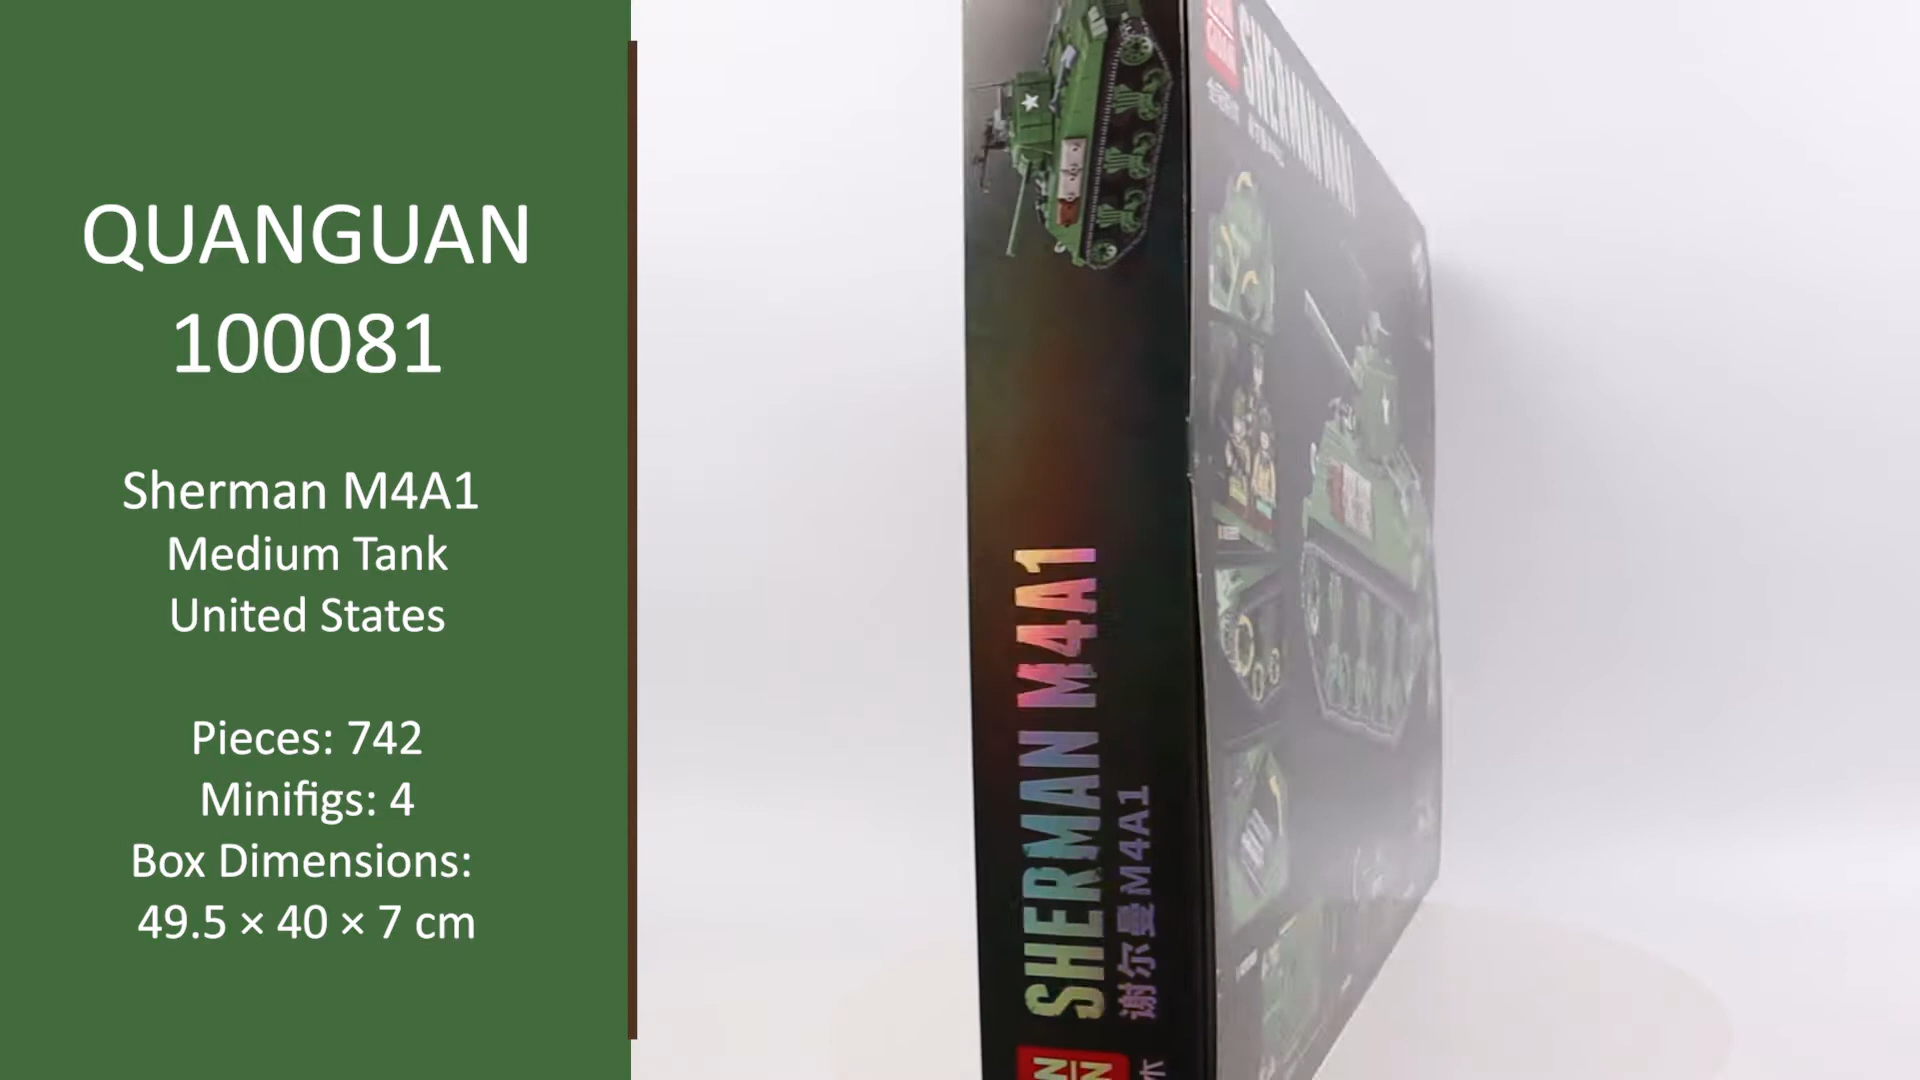 QUANGUAN
100081
Sherman M4A1
Medium Tank
United States
Pieces: 742
Minifigs: 4
Box Dimensions:
49.5 × 40 × 7 cm
SHERMAN M4A1
谢尔曼M4A1
SHERMAN M4A1